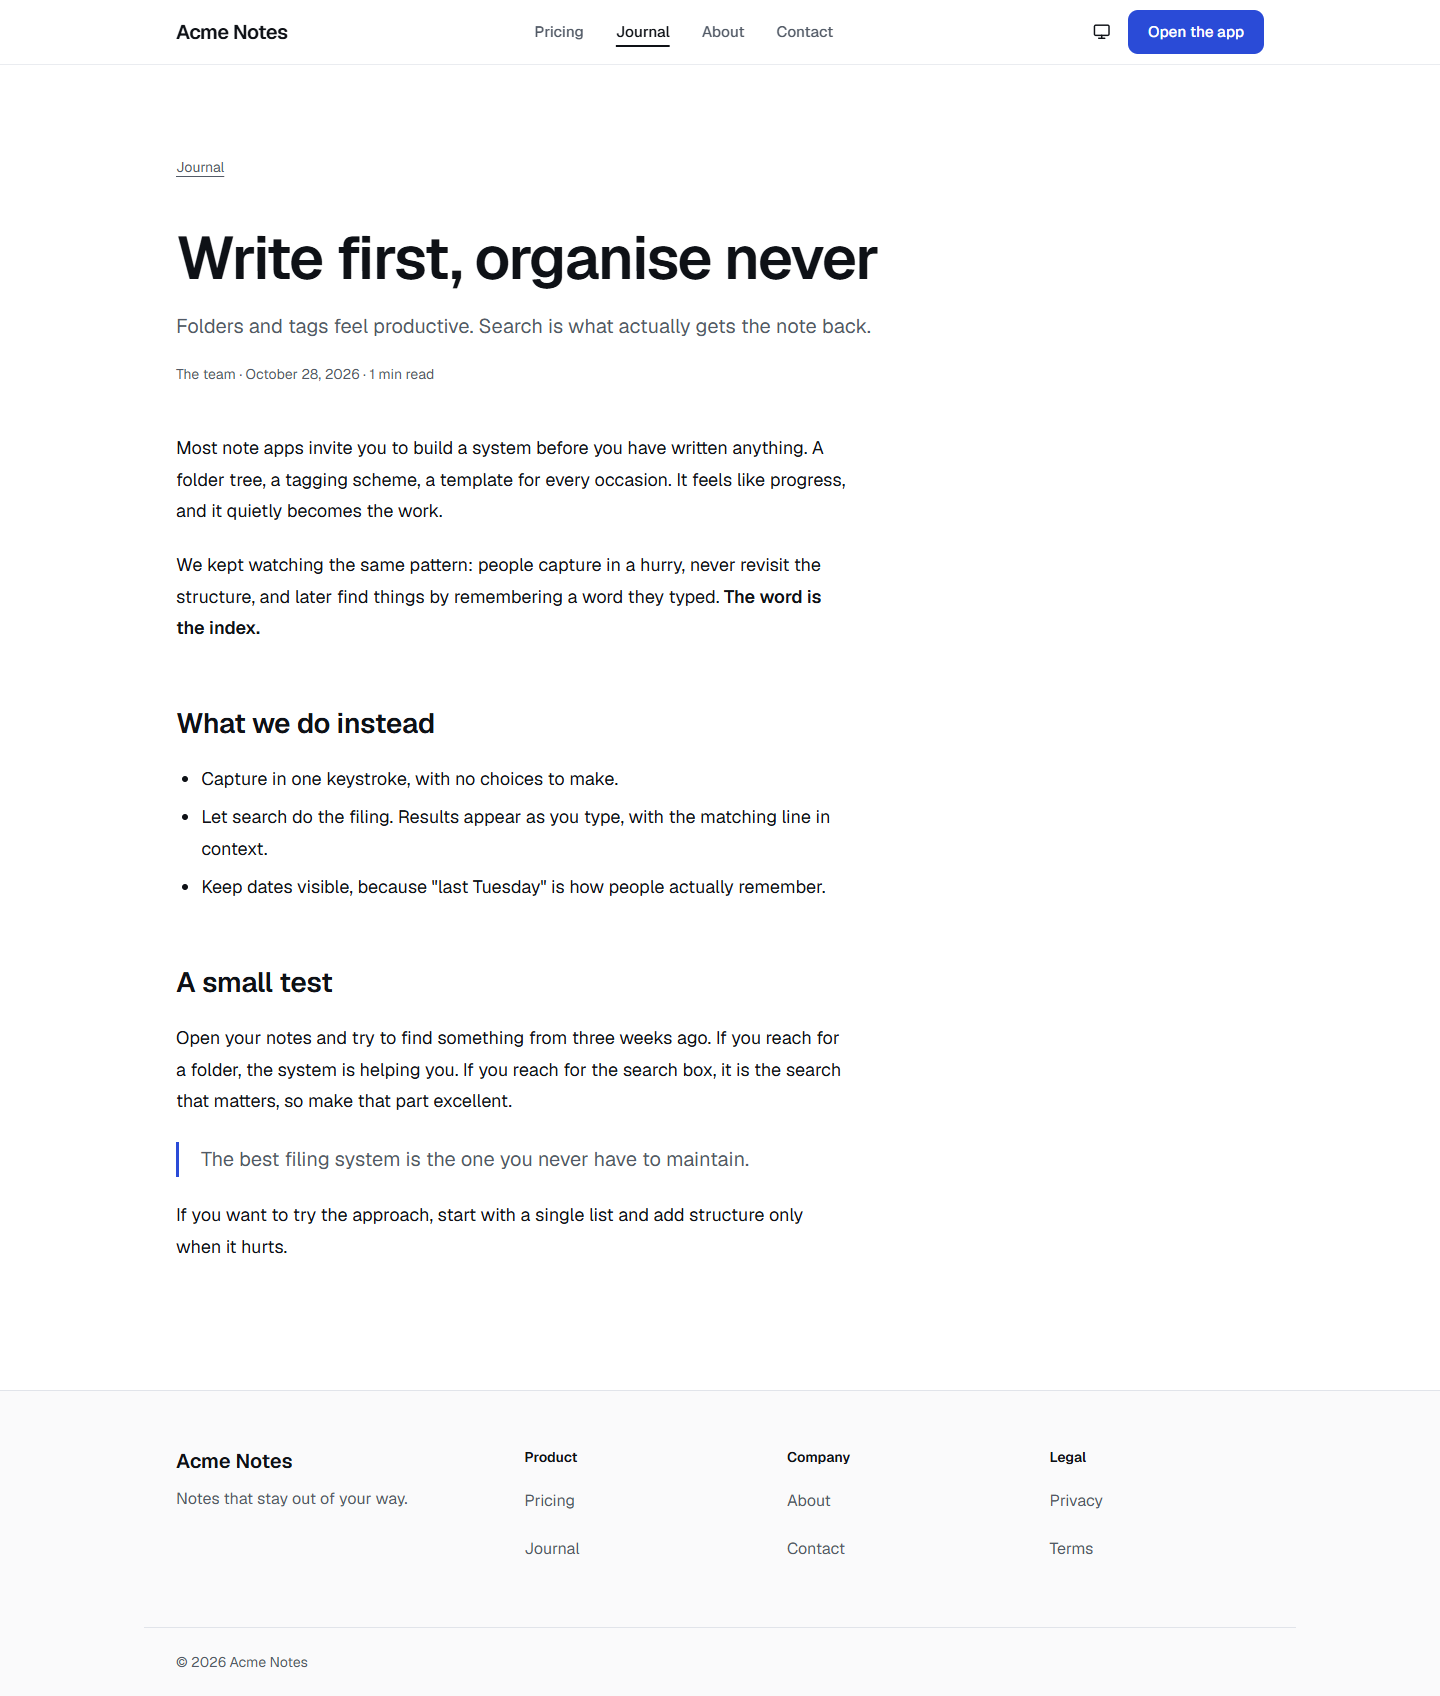 Acme Notes
Pricing
Journal
About
Contact
Open the app
Journal
Write first, organise never
Folders and tags feel productive. Search is what actually gets the note back.
The team · October 28, 2026 · 1 min read
Most note apps invite you to build a system before you have written anything. A
folder tree, a tagging scheme, a template for every occasion. It feels like progress,
and it quietly becomes the work.
We kept watching the same pattern: people capture in a hurry, never revisit the
structure, and later find things by remembering a word they typed. The word is
the index.
What we do instead
• Capture in one keystroke, with no choices to make.
• Let search do the filing. Results appear as you type, with the matching line in
context.
• Keep dates visible, because "last Tuesday" is how people actually remember.
A small test
Open your notes and try to find something from three weeks ago. If you reach for
a folder, the system is helping you. If you reach for the search box, it is the search
that matters, so make that part excellent.
The best filing system is the one you never have to maintain.
If you want to try the approach, start with a single list and add structure only
when it hurts.
Acme Notes
Notes that stay out of your way.
Product
Pricing
Journal
Company
About
Contact
Legal
Privacy
Terms
© 2026 Acme Notes